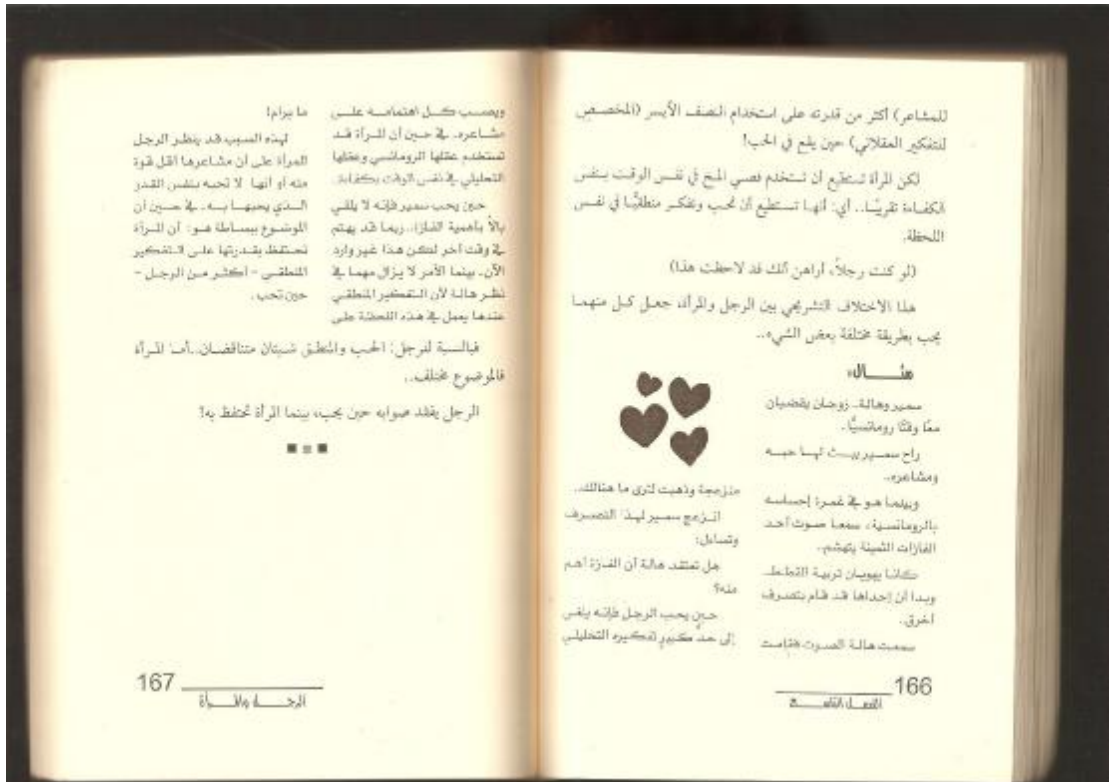 للمشاعر) أكثر من قدرته على استخدام النصف الأيسر (المخصص
للتفكير العقلاني) حين يقع في الحب!
لكن المرأة تستطيع أن تستخدم فصي المخ في نفس الوقت بنفس
الكفاءة تقريبًا.. أي: أنها تستطيع أن تحب وتفكر منطقيًا في نفس
اللحظة.
(لو كنت رجلاً، أراهن أنك قد لاحظت هذا)
هذا الاختلاف التشريحي بين الرجل والمرأة، جعل كل منهما
يحب بطريقة مختلفة بعض الشيء..
مثـــــال:
سمير وهالة.. زوجان يقضيان
معًا وقتًا رومانسيًا.
راح سمير يبث لها حبه
ومشاعره.
وبينما هو في غمرة إحساسه
بالرومانسية، سمعا صوت أحد
الفازات الثمينة يتهشم.
كانا يهويان تربية القطط.
وبدا أن إحداها قد قام بتصرف
أخرق.
سمعت هالة الصوت فقامت
منزعجة وذهبت لترى ما هنالك.
انزعج سمير لهذا التصرف
وتساءل:
هل تعتقد هالة أن الفازة أهم
منه؟
حين يحب الرجل فإنه يلغي
إلى حد كبير تفكيره التحليلي
166
الفصل التاسع
ويصب كل اهتمامه على
مشاعره. في حين أن المرأة قد
تستخدم عقلها الرومانسي وعقلها
التحليلي في نفس الوقت بكفاءة.
حين يحب سمير فإنه لا يلقي
بالاً بأهمية الفازة.. ربما قد يهتم
في وقت آخر لكن هذا غير وارد
الآن. بينما الأمر لا يزال مهما في
نظر هالة لأن التفكير المنطقي
عندها يعمل في هذه اللحظة على
ما يرام!
لهذه السبب قد ينظر الرجل
للمرأة على أن مشاعرها أقل قوة
منه أو أنها لا تحبه بنفس القدر
الذي يحبها به. في حين أن
الموضوع ببساطة هو: أن المرأة
تحتفظ بقدرتها على التفكير
المنطقي - أكثر من الرجل -
حين تحب.
فبالنسبة للرجل: الحب والمنطق شيئان متناقضان..أما المرأة
فالموضوع مختلف..
الرجل يفقد صوابه حين يحب، بينما المرأة تحتفظ به!
167
الرجـــل والمـــرأة